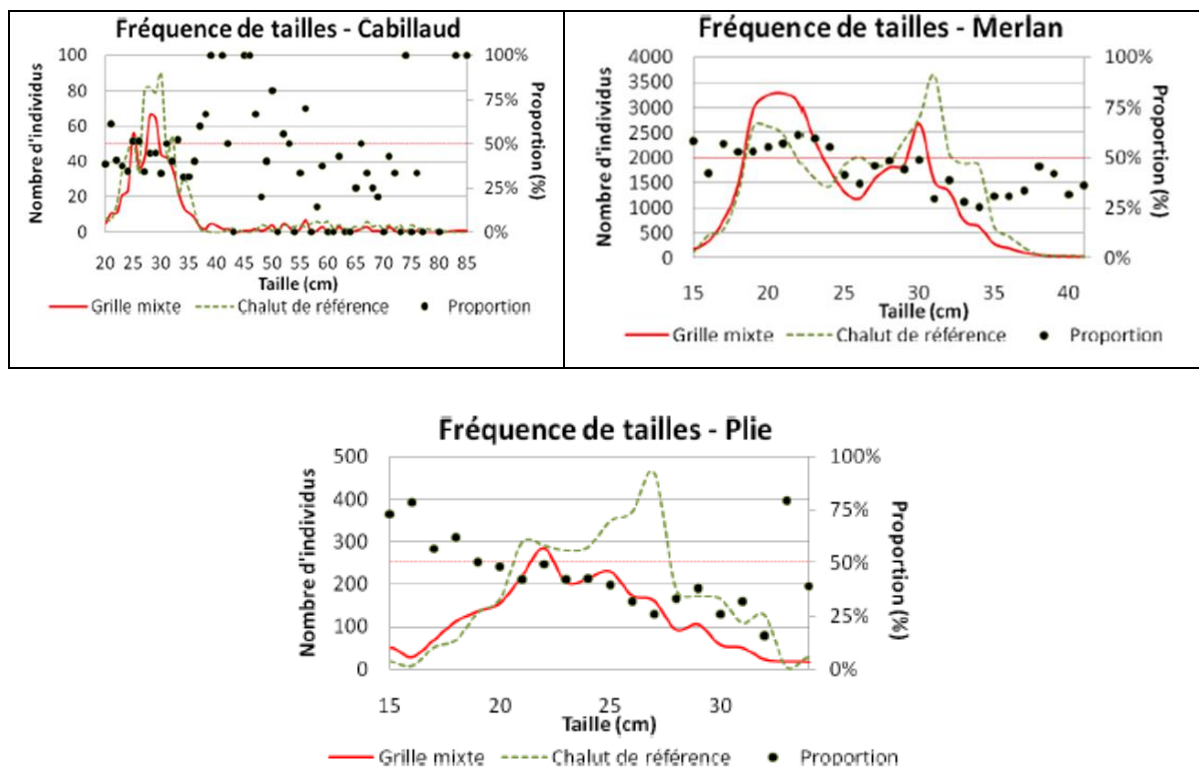 Fréquence de tailles - Cabillaud
Nombre d'individus
100
80
60
40
20
0
100%
75%
50%
25%
0%
Proportion (%)
20 25 30 35 40 45 50 55 60 65 70 75 80 85
Taille (cm)
Grille mixte Chalut de référence Proportion
Fréquence de tailles - Merlan
Nombre d'individus
4000
3500
3000
2500
2000
1500
1000
500
0
100%
75%
50%
25%
0%
Proportion (%)
15 20 25 30 35 40
Taille (cm)
Grille mixte Chalut de référence Proportion
Fréquence de tailles - Plie
Nombre d'individus
500
400
300
200
100
0
100%
75%
50%
25%
0%
Proportion (%)
15 20 25 30
Taille (cm)
Grille mixte Chalut de référence Proportion